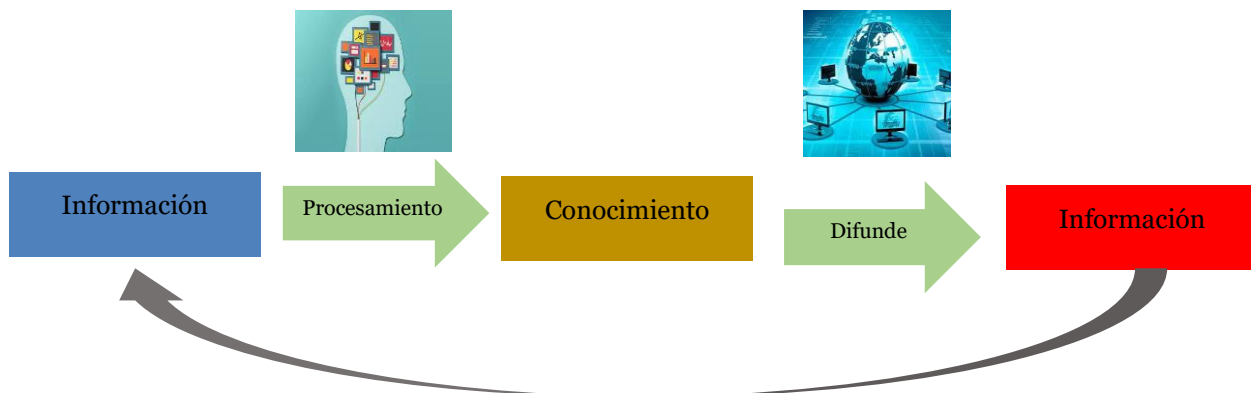 Información
Procesamiento
Conocimiento
Difunde
Información